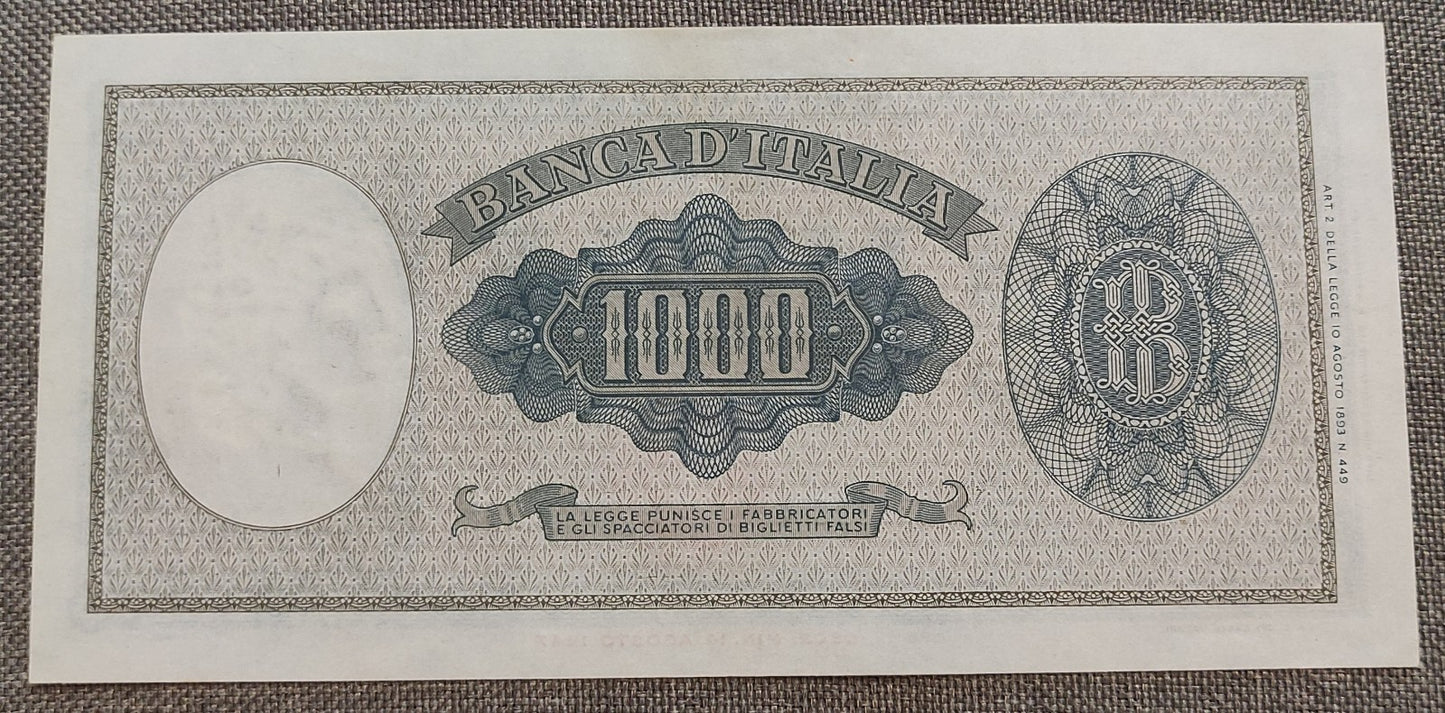 BANCA D'ITALIA
1000
B
LA LEGGE PUNISCE I FABBRICATORI
E GLI SPACCIATORI DI BIGLIETTI FALSI
ART. 2 DELLA LEGGE 10 AGOSTO 1893 N 449